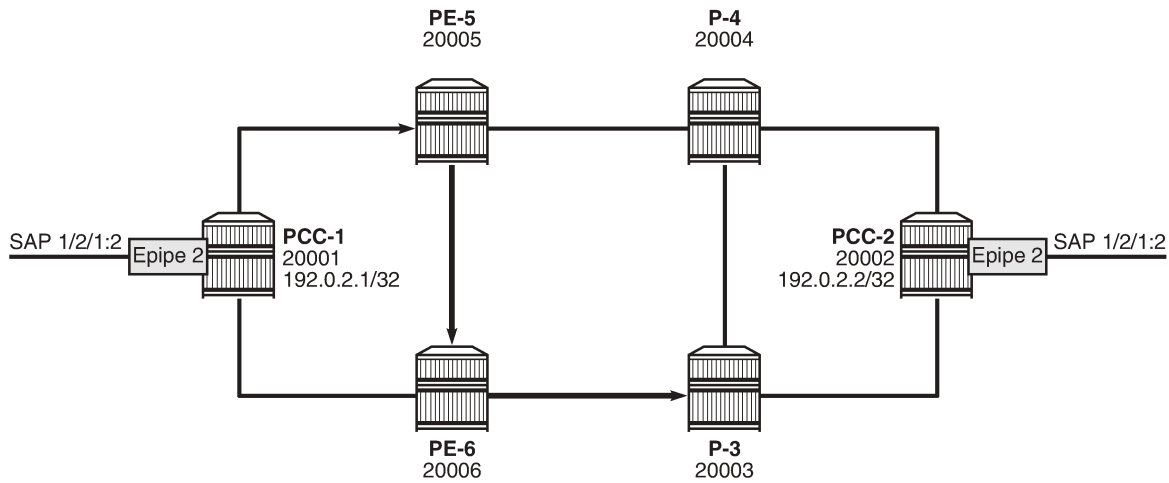 PE-5
20005
P-4
20004
SAP 1/2/1:2
Epipe 2
PCC-1
20001
192.0.2.1/32
PCC-2
20002
192.0.2.2/32
Epipe 2
SAP 1/2/1:2
PE-6
20006
P-3
20003